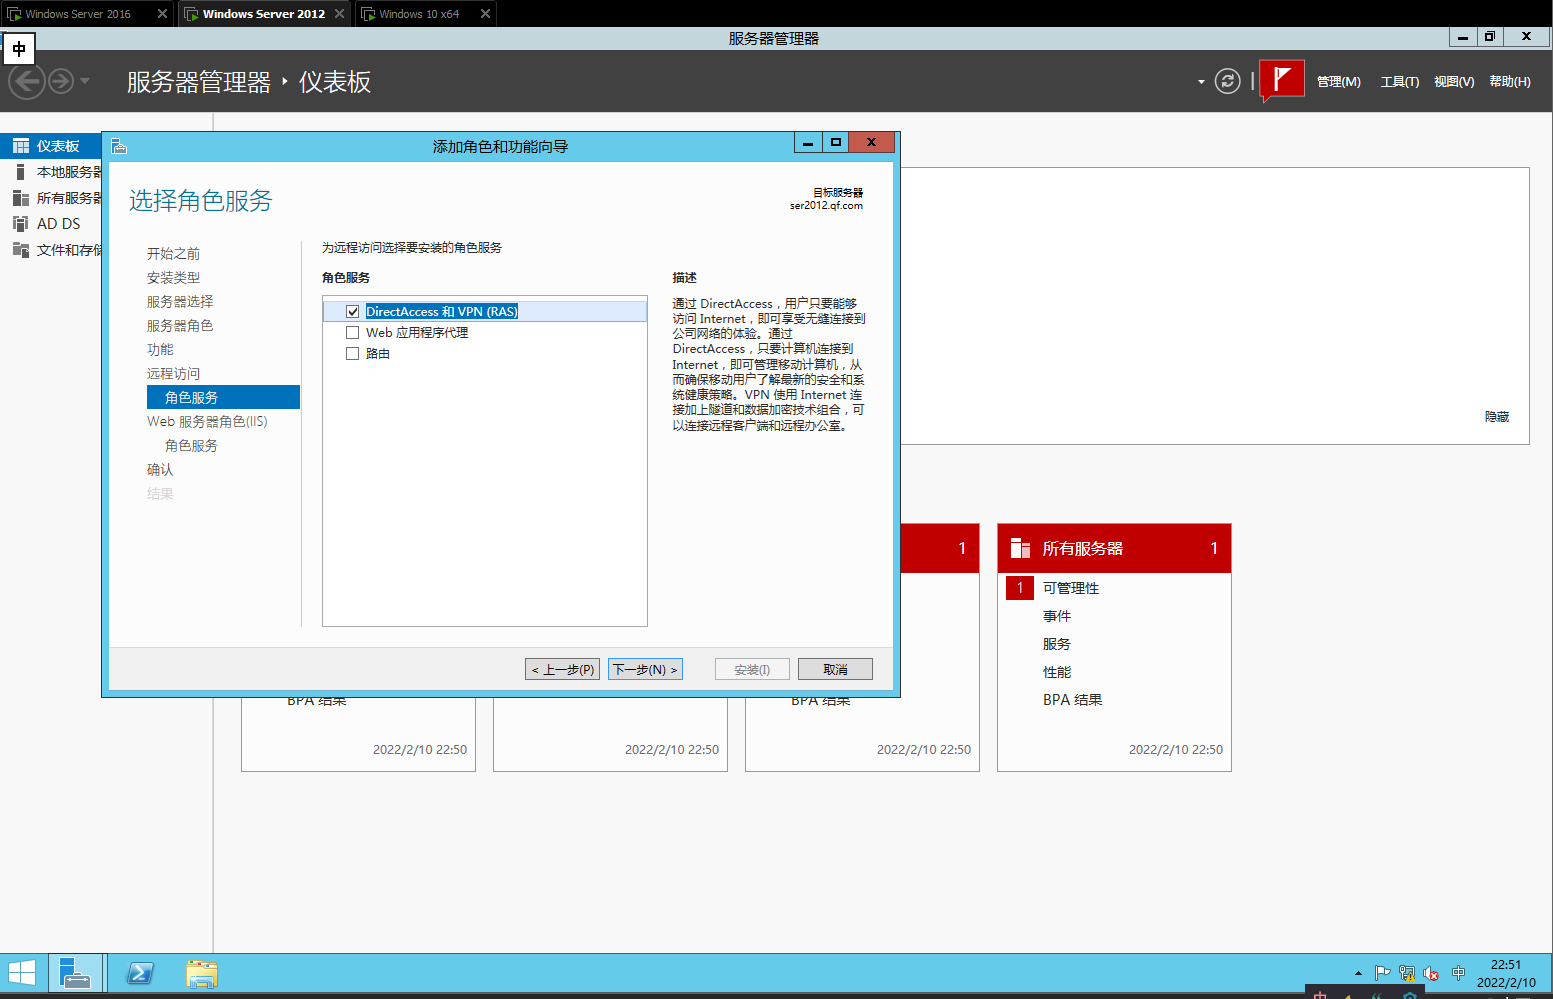 Windows Server 2016
Windows Server 2012
Windows 10 x64
服务器管理器
中
服务器管理器 · 仪表板
管理(M)
工具(T)
视图(V)
帮助(H)
仪表板
本地服务器
所有服务器
AD DS
文件和存储
添加角色和功能向导
选择角色服务
目标服务器
ser2012.qf.com
开始之前
安装类型
服务器选择
服务器角色
功能
远程访问
角色服务
Web 服务器角色(IIS)
角色服务
确认
结果
为远程访问选择要安装的角色服务
角色服务
DirectAccess 和 VPN (RAS)
Web 应用程序代理
路由
描述
通过 DirectAccess，用户只要能够
访问 Internet，即可享受无缝连接到
公司网络的体验。通过
DirectAccess，只要计算机连接到
Internet，即可管理移动计算机，从
而确保移动用户了解最新的安全和系
统健康策略。VPN 使用 Internet 连
接加上隧道和数据加密技术组合，可
以连接远程客户端和远程办公室。
< 上一步(P)
下一步(N) >
安装(I)
取消
隐藏
1
所有服务器 1
1 可管理性
事件
服务
性能
BPA 结果
BPA 结果
BPA 结果
2022/2/10 22:50
2022/2/10 22:50
2022/2/10 22:50
2022/2/10 22:50
中
22:51
2022/2/10